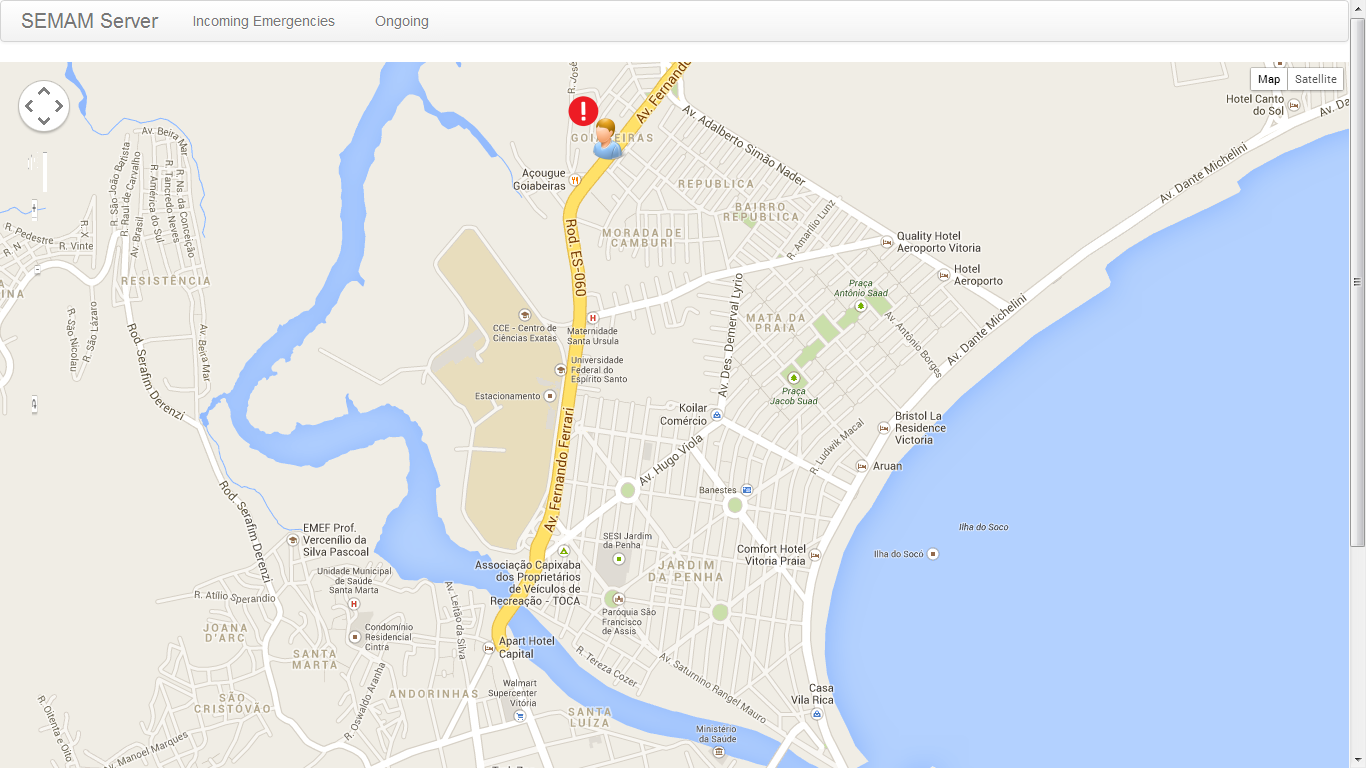 SEMAM Server
Incoming Emergencies
Ongoing
Map
Satellite
Hotel Canto
do Sol
Av. Da
R. José
Av. Fernando
Av. Adalberto Simão Nader
Av. Dante Michelini
Av. Beira Mar
R. São João Batista
R. Raul de Carvalho
Av. Brasil
R. América do Sul
R. Tancredo Neves
R. Ns. da Conceição
Açougue
Goiabeiras
REPUBLICA
BAIRRO
REPUBLICA
R. Amarilio Lunz
MORADA DE
CAMBURI
Quality Hotel
Aeroporto Vitoria
Hotel
Aeroporto
R. Pedestre
R. N
R. X
R. Vinte
INA
RESISTÊNCIA
Rod. ES-060
Praça
Antônio Saad
R. São Nicolau
R. São Lázaro
Rod. Serafim Derenzi
Av. Beira Mar
CCE - Centro de
Ciências Exatas
Maternidade
Santa Ursula
MATA DA
PRAIA
Av. Antônio Borges
Av. Dante Michelini
Universidade
Federal do
Espírito Santo
Estacionamento
Av. Des. Demerval Lyrio
Praça
Jacob Suad
Koilar
Comércio
Bristol La
Residence
Victoria
Av. Fernando Ferrari
Av. Hugo Viola
R. Ludwik Macal
Aruan
Banestes
Rod. Serafim Derenzi
EMEF Prof.
Vercenílio da
Silva Pascoal
SESI Jardim
da Penha
Comfort Hotel
Vitoria Praia
Ilha do Soco
Ilha do Soco
Associação Capixaba
dos Proprietários
de Veículos de
Recreação - TOCA
JARDIM
DA PENHA
Unidade Municipal
de Saúde
Santa Marta
R. Atílio Sperandio
Av. Leitão da Silva
Paróquia São
Francisco
de Assis
JOANA
D'ARC
Condomínio
Residencial
Cintra
Apart Hotel
Capital
SANTA
MARTA
R. Tereza Cozer
Av. Saturnino Rangel Mauro
R. Oswaldo Aranha
ANDORINHAS
Walmart
Supercenter
Vitória
Casa
Vila Rica
SÃO
CRISTÓVÃO
SANTA
LUÍZA
R. Oitenta e Oito
Av. Manoel Marques
Ministério
da Saúde